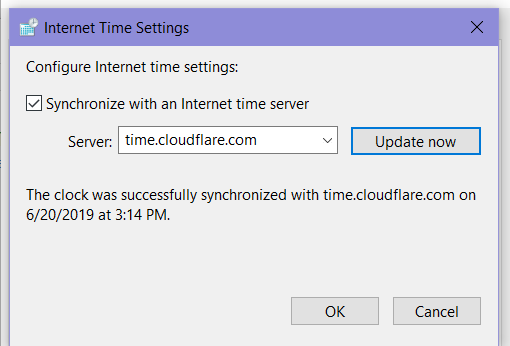 Internet Time Settings
Configure Internet time settings:
Synchronize with an Internet time server
Server: time.cloudflare.com Update now
The clock was successfully synchronized with time.cloudflare.com on
6/20/2019 at 3:14 PM.
OK Cancel